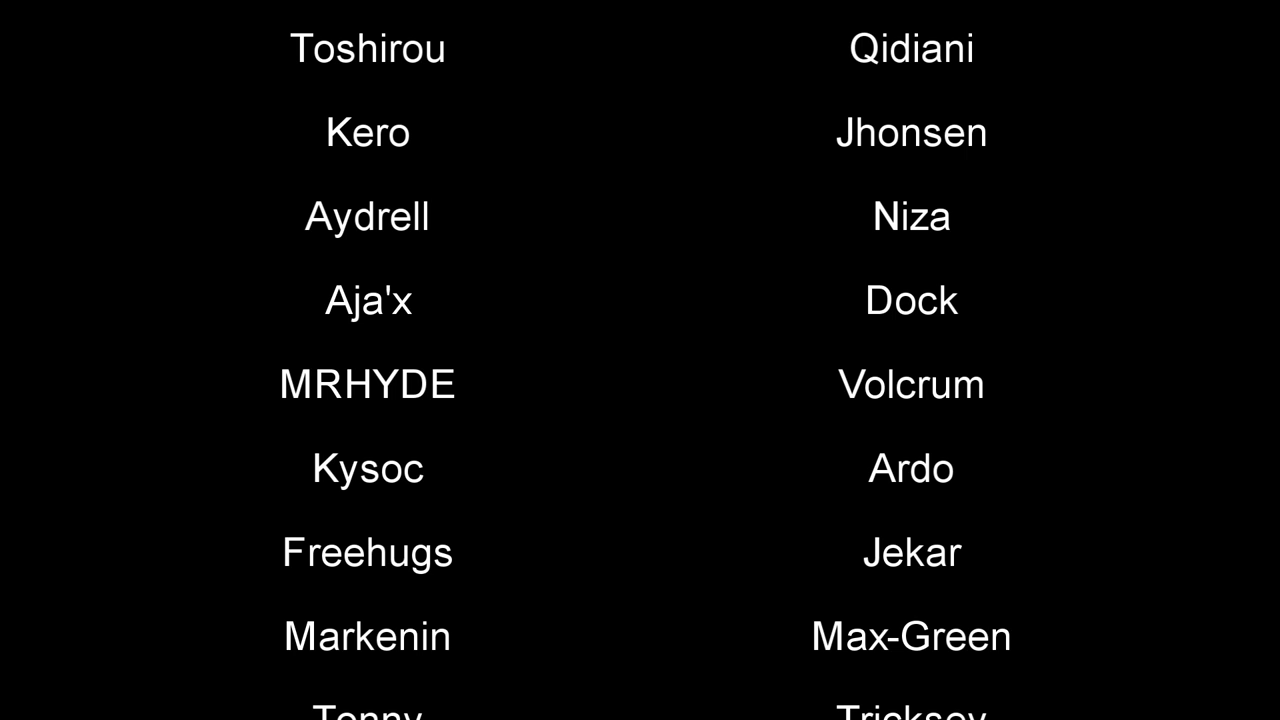 Toshirou Qidiani
Kero Jhonsen
Aydrell Niza
Aja'x Dock
MRHYDE Volcrum
Kysoc Ardo
Freehugs Jekar
Markenin Max-Green